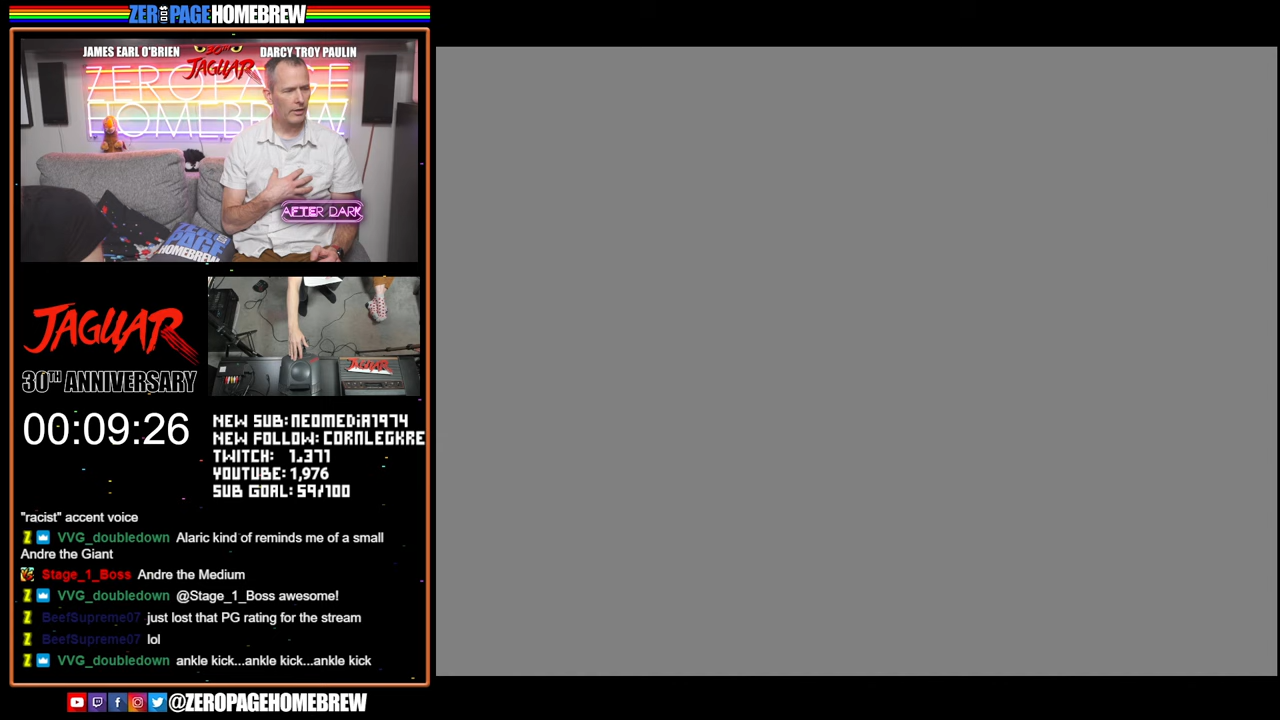 ZEROPAGE HOMEBREW
JAMES EARL O'BRIEN
30TH
JAGUAR
DARCY TROY PAULIN
ZEROPAGE
HOMEBREW
AFTER DARK
ZERO
PAGE
HOMEBREW
JAGUAR
30TH ANNIVERSARY
00:09:26
JAGUAR
NEW SUB: NEOMEDIA1974
NEW FOLLOW: CORNLEGKRE
TWITCH: 1,371
YOUTUBE: 1,976
SUB GOAL: 59/100
"racist" accent voice
VVG_doubledown Alaric kind of reminds me of a small
Andre the Giant
Stage_1_Boss Andre the Medium
VVG_doubledown @Stage_1_Boss awesome!
BeefSupreme07 just lost that PG rating for the stream
BeefSupreme07 lol
VVG_doubledown ankle kick...ankle kick...ankle kick
@ZEROPAGEHOMEBREW